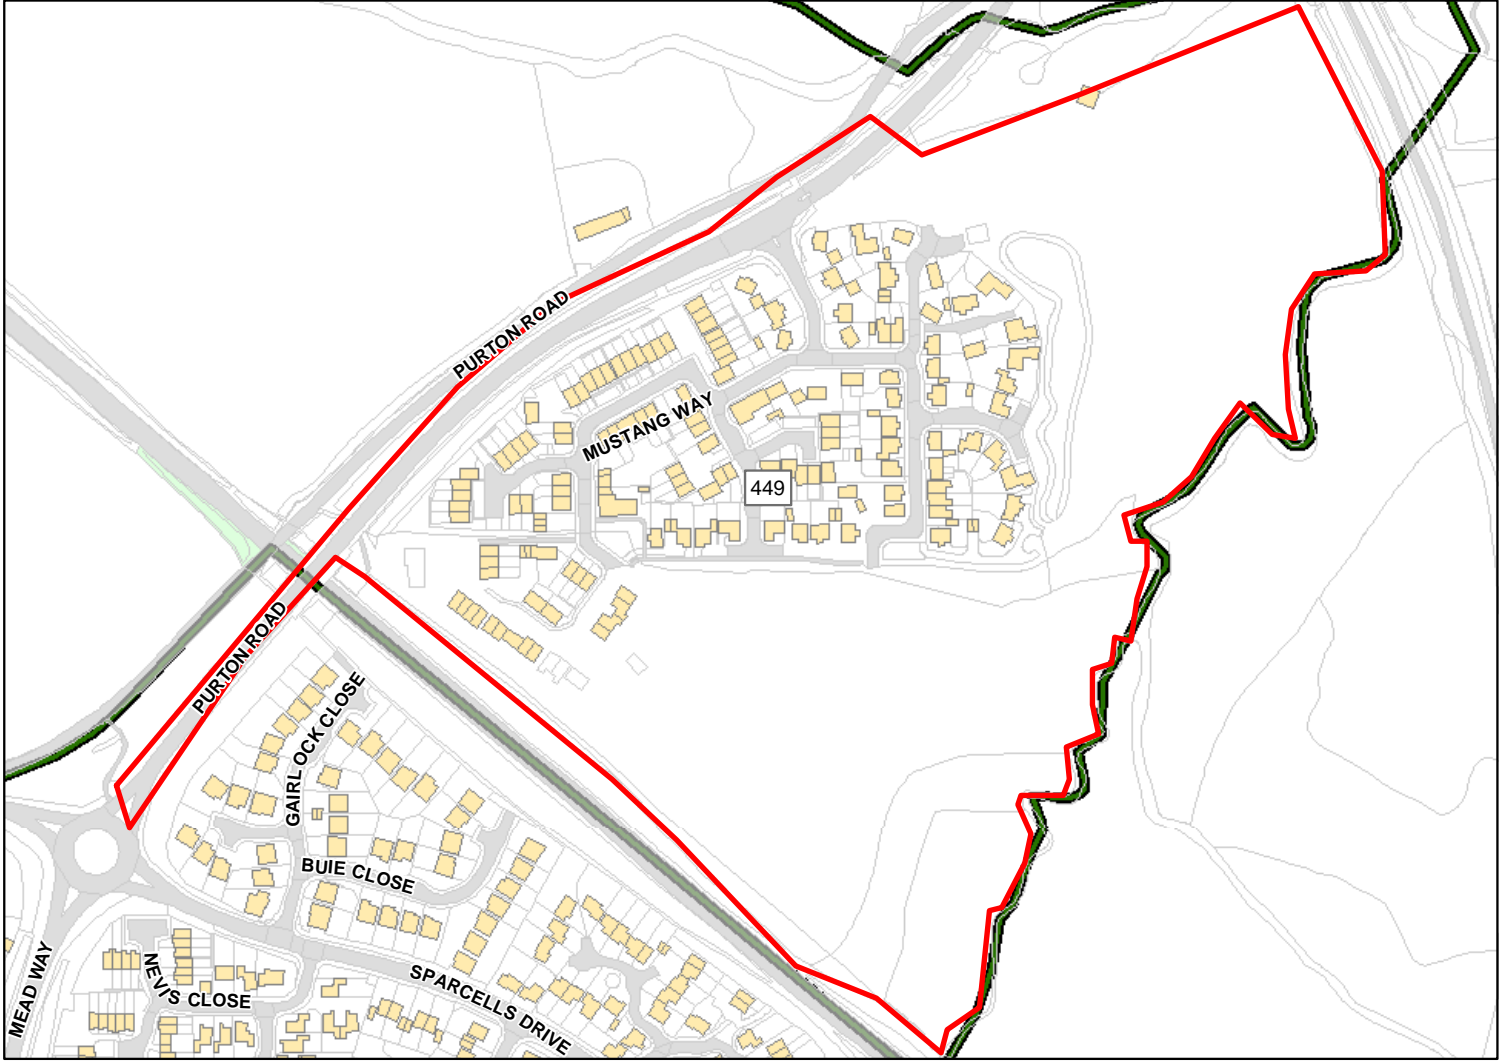 PURTON ROAD
MUSTANG WAY
449
PURTON ROAD
GAIRLOCK CLOSE
BUIE CLOSE
MEAD WAY
NEVIS CLOSE
SPARCELLS DRIVE